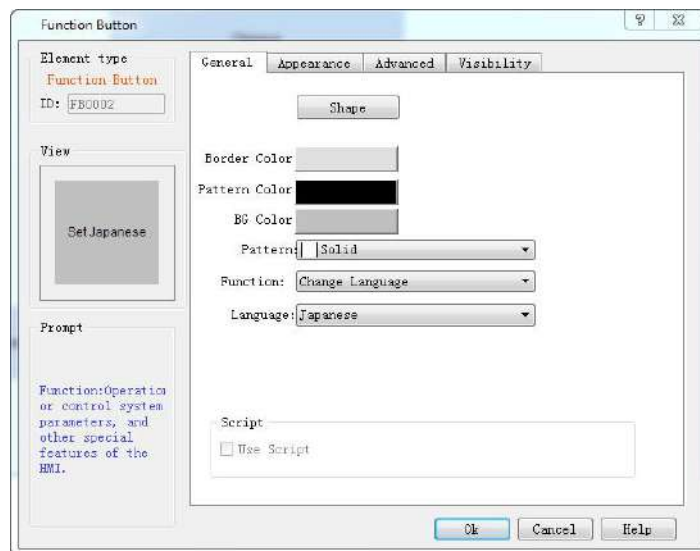 Function Button
Element type
Function Button
ID: FB0002
View
Set Japanese
Prompt
Function:Operation
or control system
parameters, and
other special
features of the
HMI.
General
Appearance
Advanced
Visibility
Shape
Border Color
Pattern Color
BG Color
Pattern: Solid
Function: Change Language
Language: Japanese
Script
Use Script
Ok
Cancel
Help